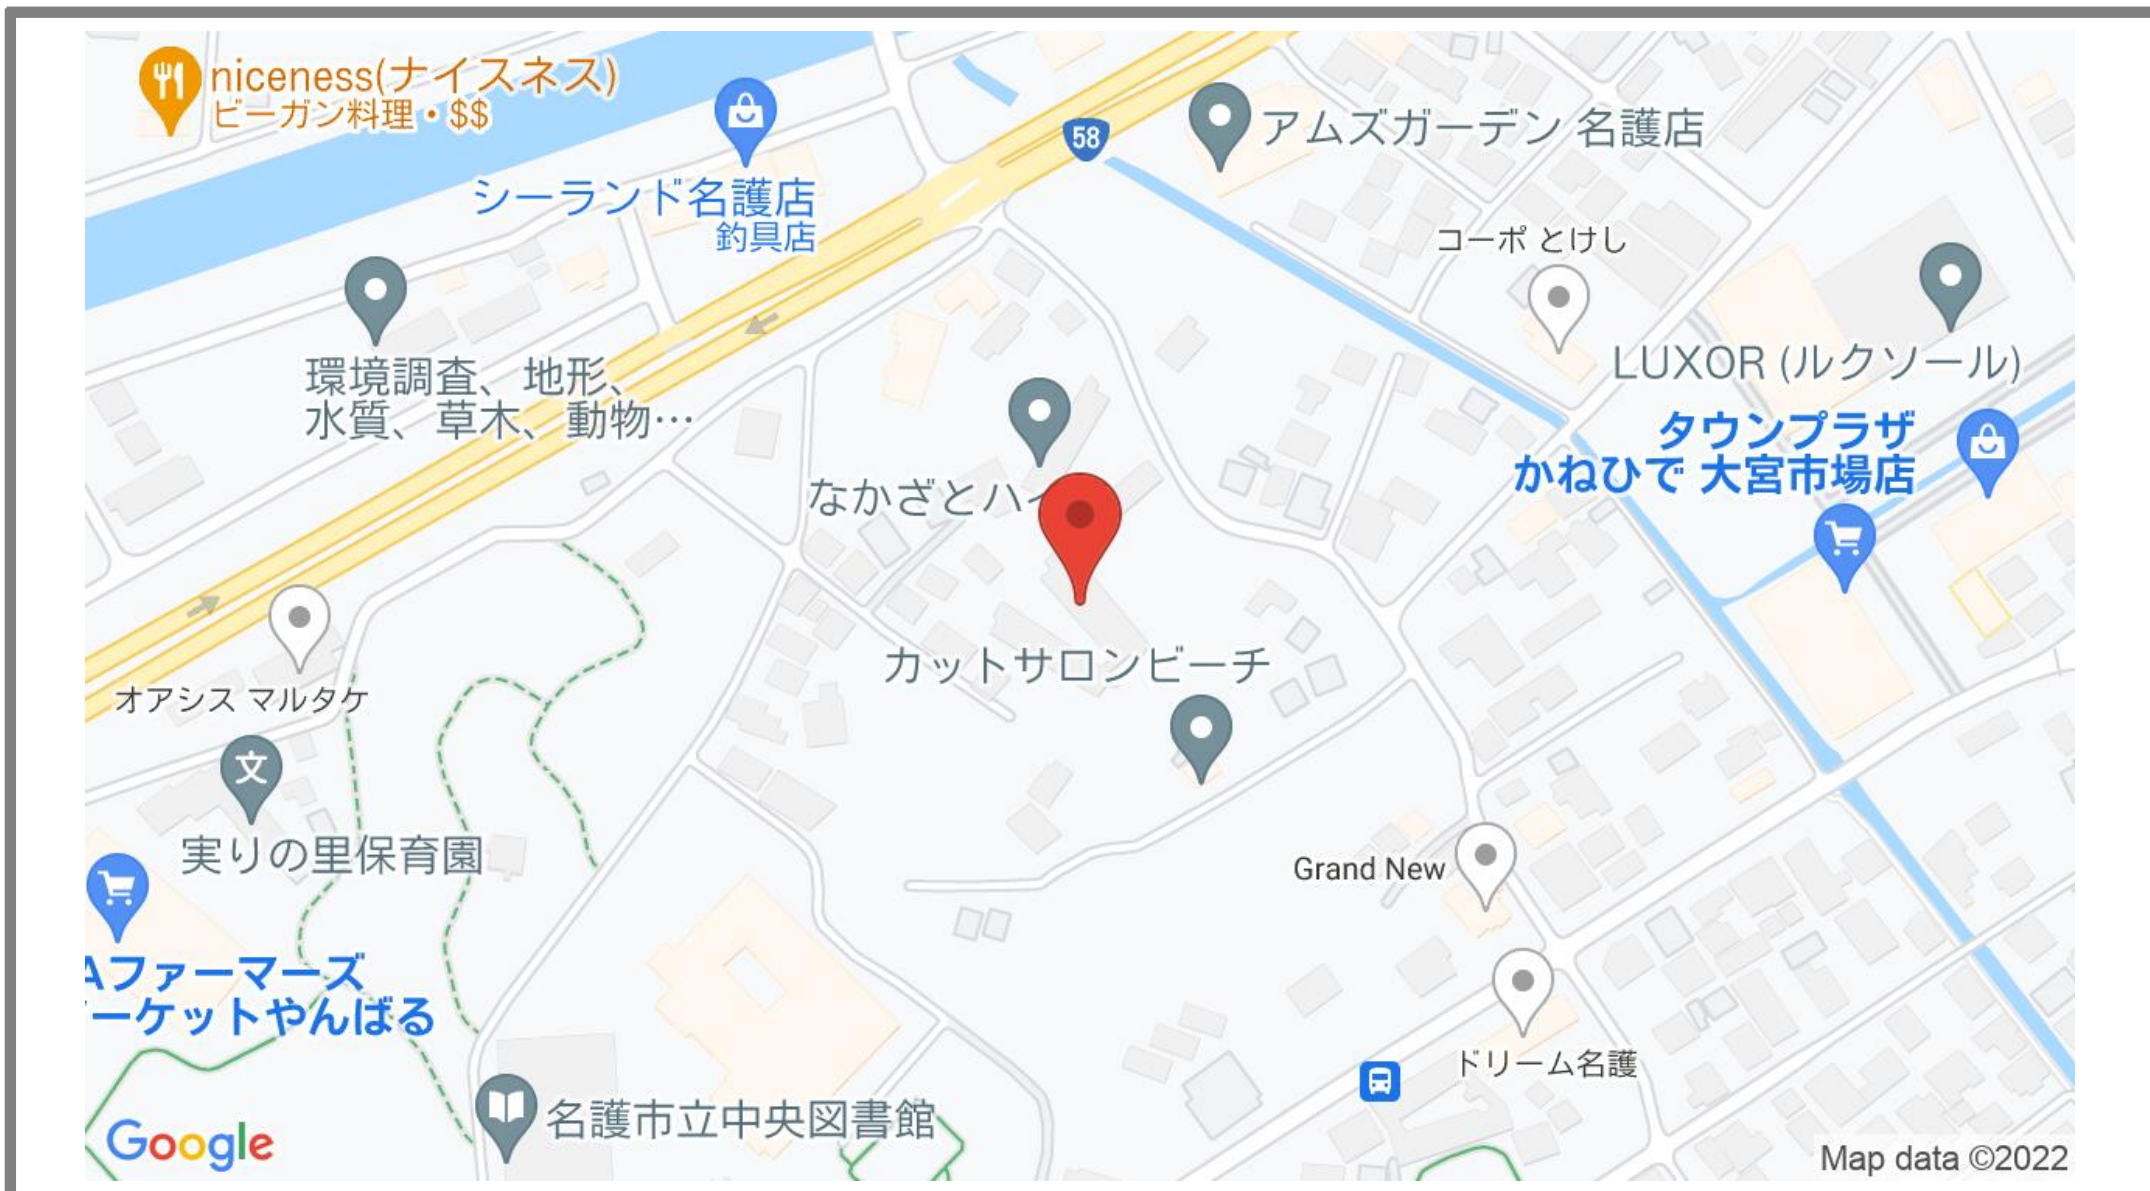 niceness(ナイスネス)
ビーガン料理・$$
シーランド名護店
釣具店
58
アムズガーデン 名護店
コーポ とけし
環境調査、地形、
水質、草木、動物…
LUXOR (ルクソール)
タウンプラザ
かねひで 大宮市場店
なかざとハイ
カットサロンビーチ
オアシス マルタケ
文
実りの里保育園
Grand New
Aファーマーズ
ーケットやんばる
ドリーム名護
名護市立中央図書館
Google
Map data ©2022